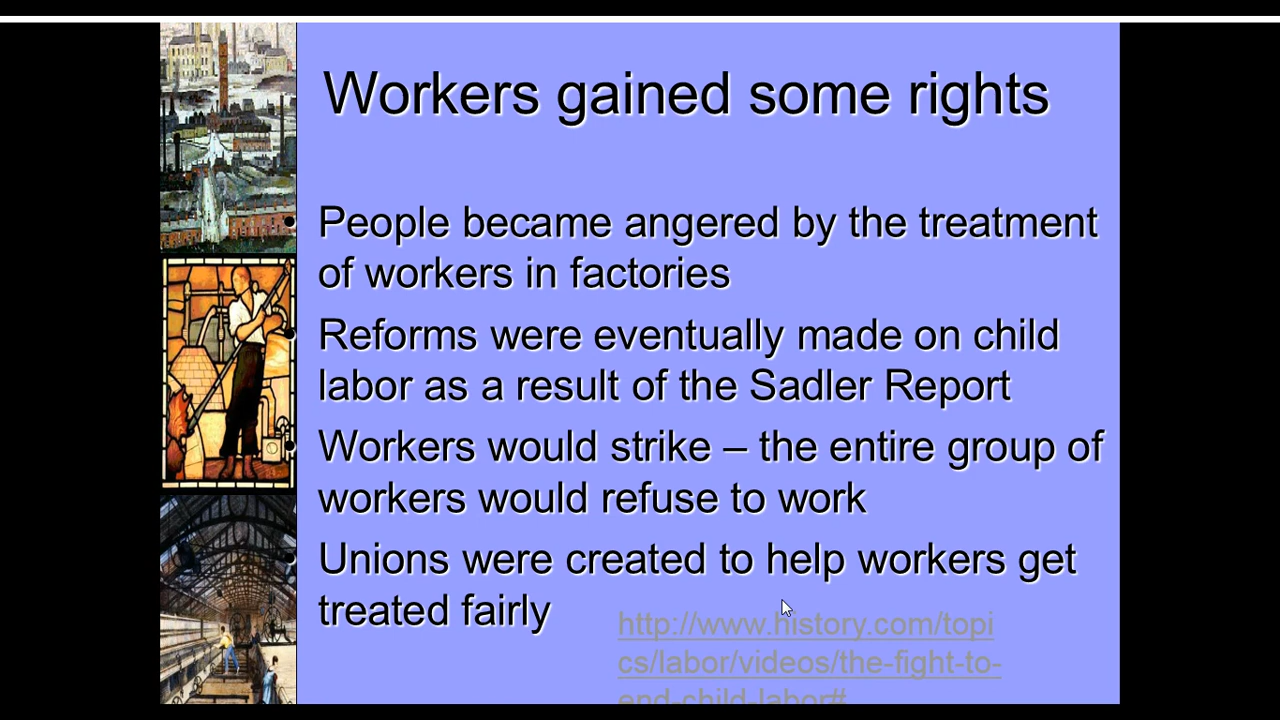 Workers gained some rights
• People became angered by the treatment
of workers in factories
• Reforms were eventually made on child
labor as a result of the Sadler Report
• Workers would strike – the entire group of
workers would refuse to work
• Unions were created to help workers get
treated fairly
http://www.history.com/topi
cs/labor/videos/the-fight-to-
end-child-labor#